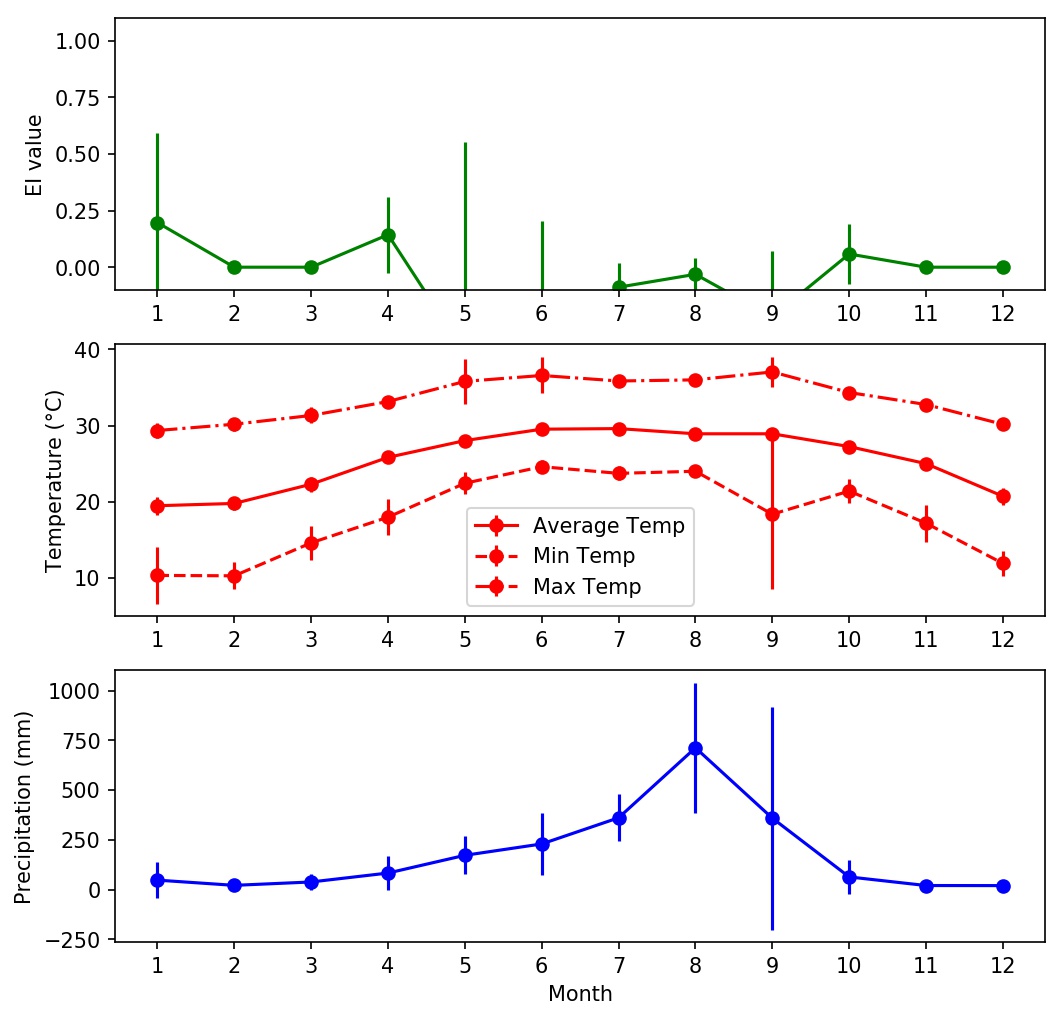 EI value
1.00
0.75
0.50
0.25
0.00
1 2 3 4 5 6 7 8 9 10 11 12
Temperature (°C)
40
30
20
10
Average Temp
Min Temp
Max Temp
1 2 3 4 5 6 7 8 9 10 11 12
Precipitation (mm)
1000
750
500
250
0
−250
1 2 3 4 5 6 7 8 9 10 11 12
Month